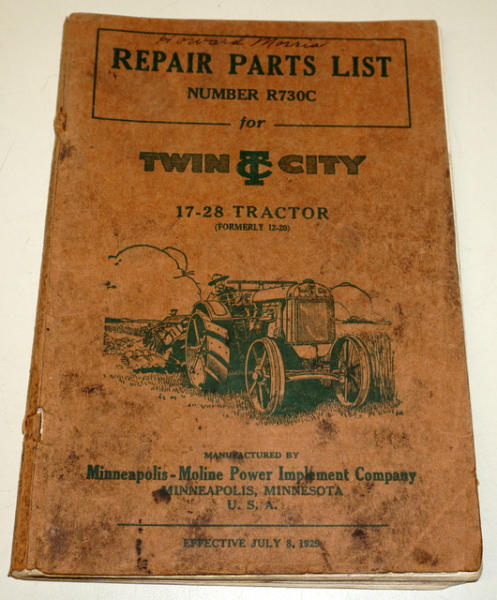 Howard Morris
REPAIR PARTS LIST
NUMBER R730C
for
TWIN TC CITY
17-28 TRACTOR
(FORMERLY 12-20)
MANUFACTURED BY
Minneapolis-Moline Power Implement Company
MINNEAPOLIS, MINNESOTA
U. S. A.
EFFECTIVE JULY 8, 1929